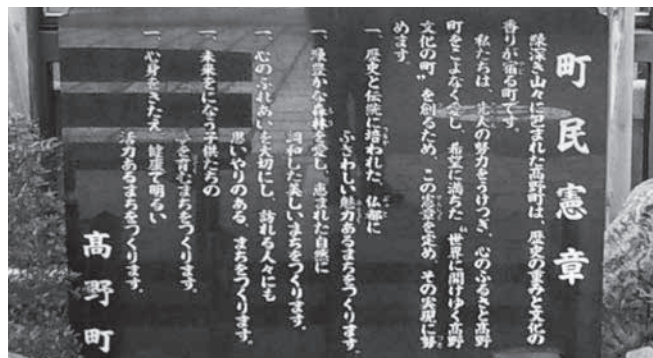 町民憲章
緑深き山々に包まれた高野町は、歴史の重みと文化の
香りが宿る町です。
私たちは、先人の努力をうけつぎ、心のふるさと高野
町をこよなく愛し、希望に満ちた〝世界に開けゆく高野
文化の町〟を創るため、この憲章を定め、その実現に努
めます。
一、歴史と伝統に培われた、仏都に
ふさわしい魅力あるまちをつくります。
一、緑豊かな森林を愛し、恵まれた自然に
調和した美しいまちをつくります。
一、心のふれあいを大切にし、訪れる人々にも
思いやりのある、まちをつくります。
一、未来をになう子供たちの
心を育むまちをつくります。
一、心身をきたえ、健康で明るい
活力あるまちをつくります。
高野町